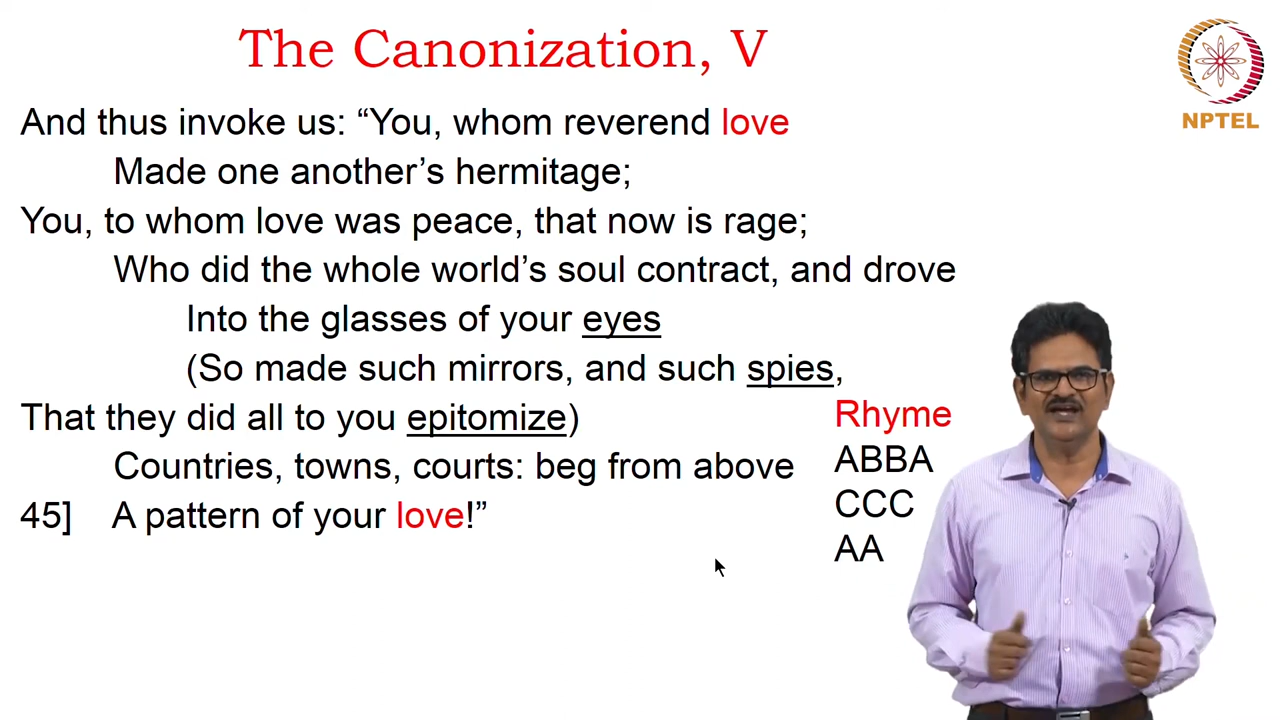 The Canonization, V
NPTEL
And thus invoke us: “You, whom reverend love
Made one another’s hermitage;
You, to whom love was peace, that now is rage;
Who did the whole world’s soul contract, and drove
Into the glasses of your eyes
(So made such mirrors, and such spies,
That they did all to you epitomize)
Countries, towns, courts: beg from above
45] A pattern of your love!”
Rhyme
ABBA
CCC
AA